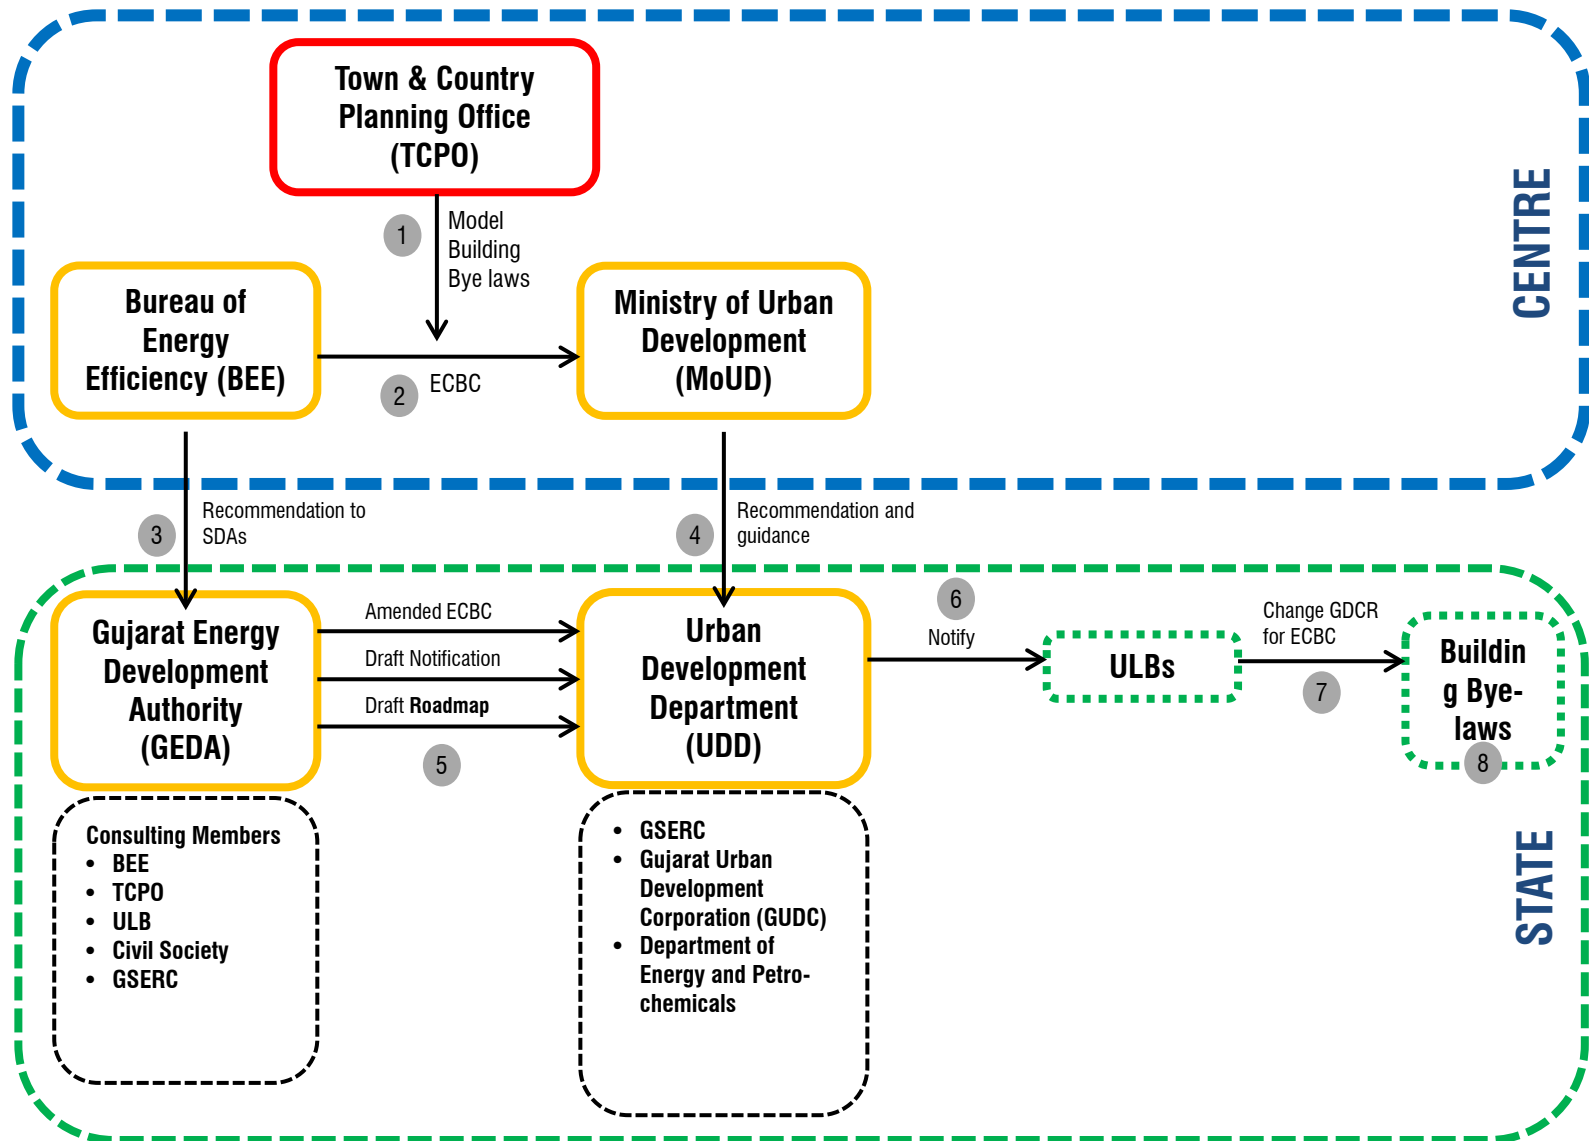 Town & Country
Planning Office
(TCPO)
1
Model
Building
Bye laws
CENTRE
Bureau of
Energy
Efficiency (BEE)
2
ECBC
Ministry of Urban
Development
(MoUD)
3
Recommendation to
SDAs
4
Recommendation and
guidance
Gujarat Energy
Development
Authority
(GEDA)
Amended ECBC
Draft Notification
Draft Roadmap
5
Urban
Development
Department
(UDD)
6
Notify
ULBs
Change GDCR
for ECBC
7
Buildin
g Bye-
laws
8
Consulting Members
• BEE
• TCPO
• ULB
• Civil Society
• GSERC
• GSERC
• Gujarat Urban
Development
Corporation (GUDC)
• Department of
Energy and Petro-
chemicals
STATE